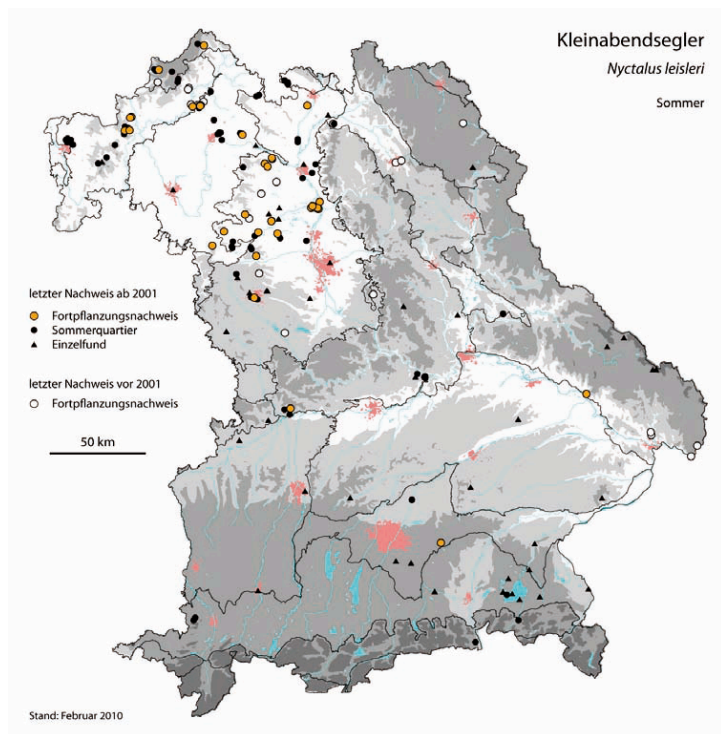 Kleinabendsegler
Nyctalus leisleri
Sommer
letzter Nachweis ab 2001
Fortpflanzungsnachweis
Sommerquartier
Einzelfund
letzter Nachweis vor 2001
Fortpflanzungsnachweis
50 km
Stand: Februar 2010